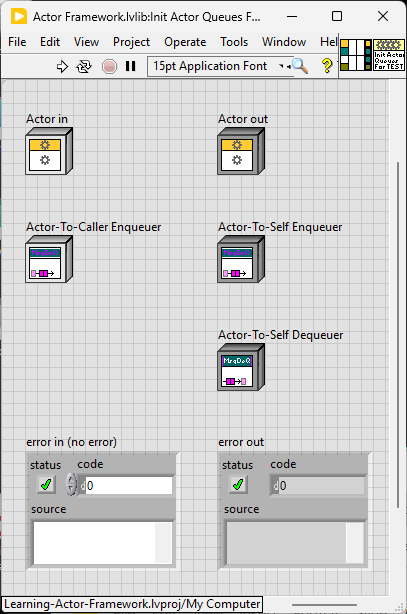 Actor Framework.lvlib:Init Actor Queues F...
File Edit View Project Operate Tools Window Hel
15pt Application Font
Init Actor
Queues
For TEST
Actor in
Actor out
Actor-To-Caller Enqueuer
Actor-To-Self Enqueuer
Actor-To-Self Dequeuer
MsgDeQ
error in (no error)
error out
status code
d 0
source
status code
d 0
source
Learning-Actor-Framework.lvproj/My Computer